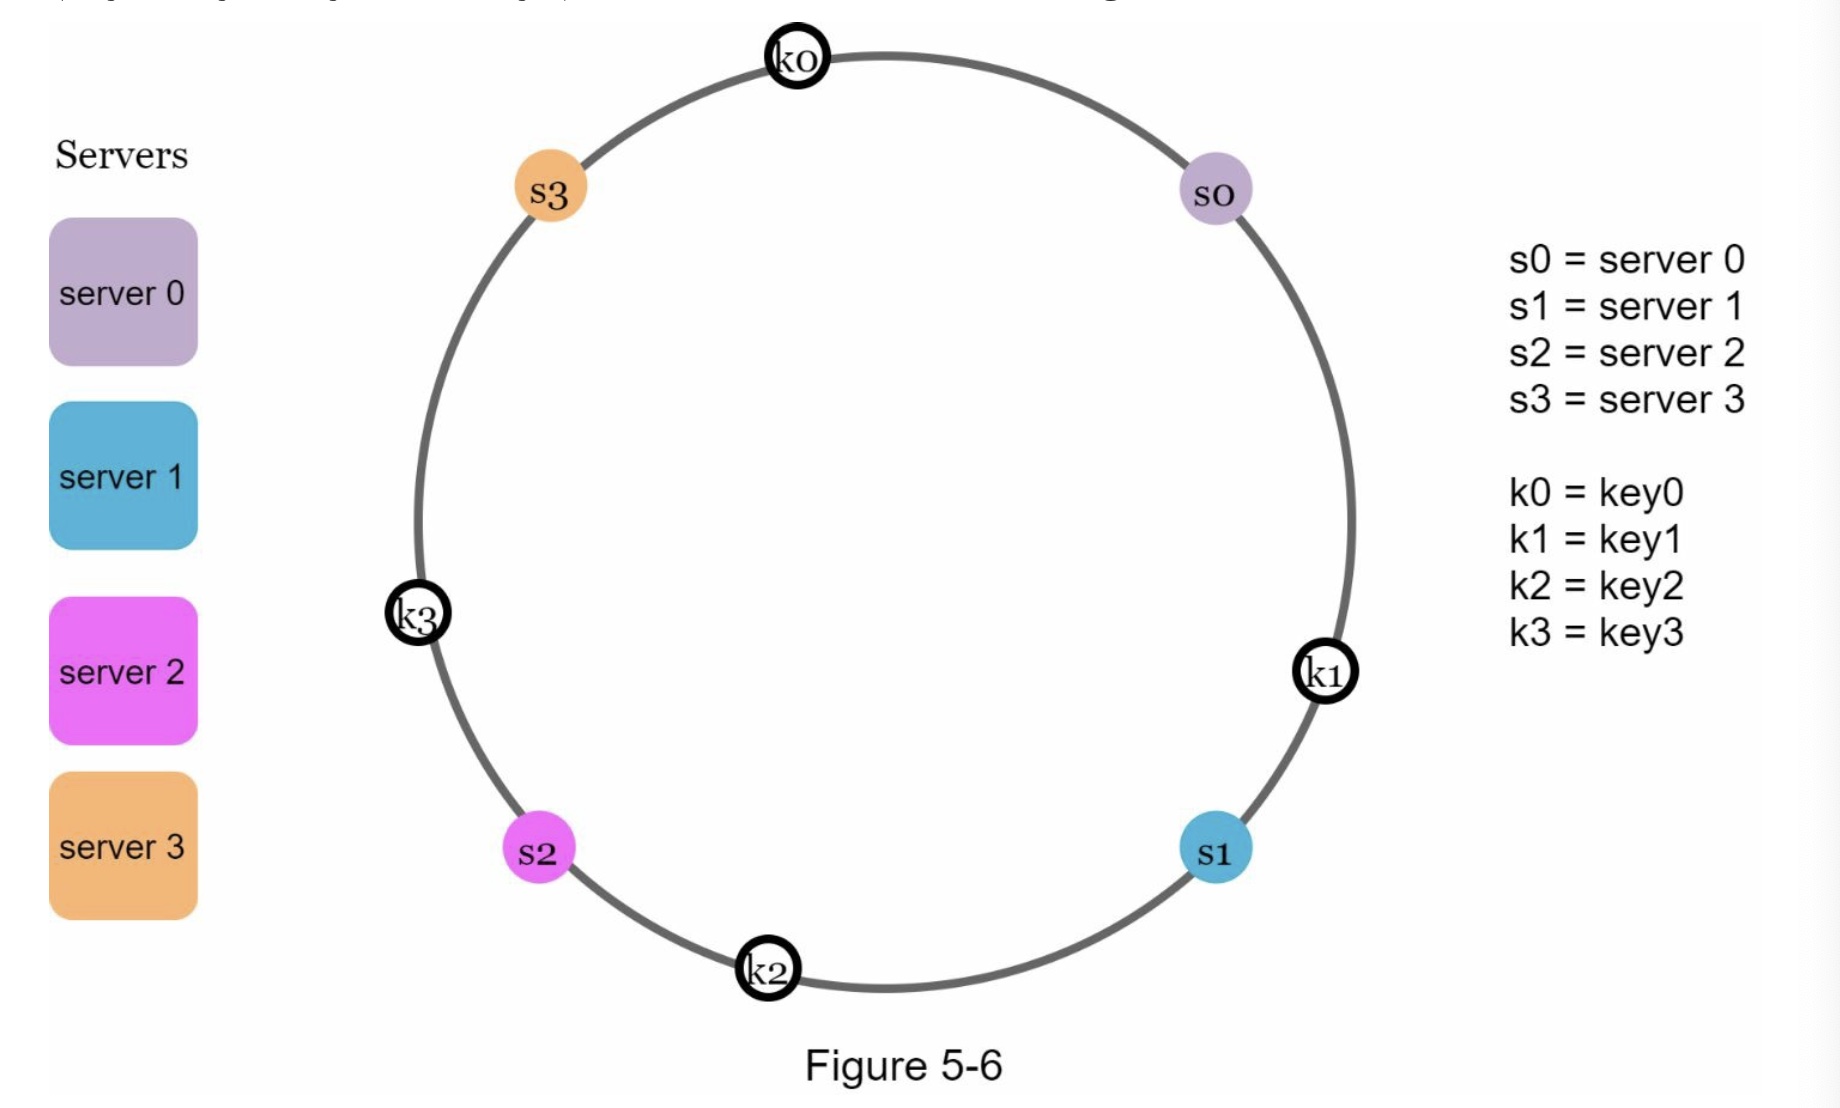 Servers
server 0
server 1
server 2
server 3
k0
s0
k1
s1
k2
s2
k3
s3
s0 = server 0
s1 = server 1
s2 = server 2
s3 = server 3
k0 = key0
k1 = key1
k2 = key2
k3 = key3
Figure 5-6